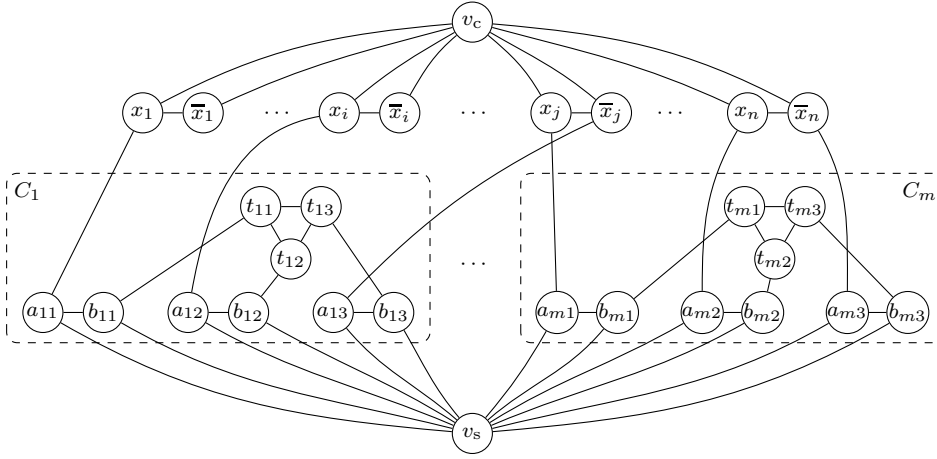 v_c
x_1 x̅_1 ... x_i x̅_i ... x_j x̅_j ... x_n x̅_n
C_1 C_m
t_11 t_13 t_m1 t_m3
t_12 ... t_m2
a_11 b_11 a_12 b_12 a_13 b_13 a_m1 b_m1 a_m2 b_m2 a_m3 b_m3
v_s